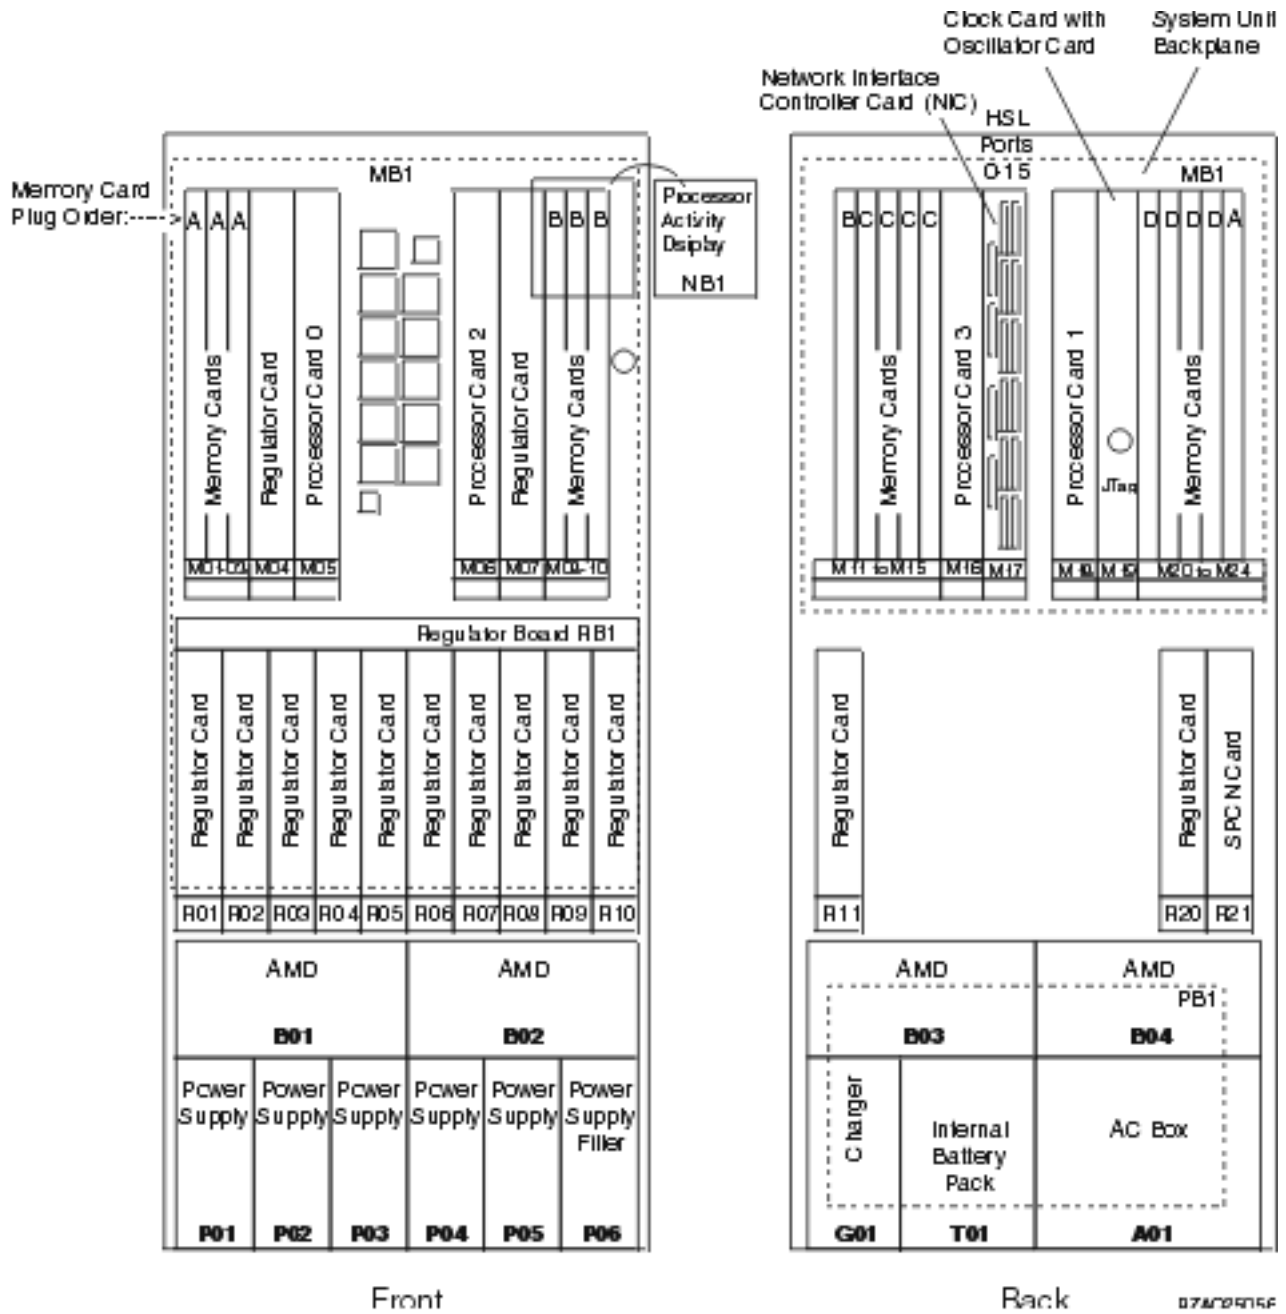 Clock Card with
Oscillator Card
System Unit
Backplane
Network Interface
Controller Card (NIC)
HSL
Ports
0-15
Memory Card
Plug Order:
MB1
A A A
B B B
Processor
Activity
Dsiplay
NB1
Memory Cards
Regulator Card
Processor Card 0
Processor Card 2
Regulator Card
Memory Cards
M04 M05
M06 M07
Regulator Board RB1
Regulator Card
Regulator Card
Regulator Card
Regulator Card
Regulator Card
Regulator Card
Regulator Card
Regulator Card
Regulator Card
Regulator Card
R01 R02 R03 R04 R05 R06 R07 R08 R09 R10
AMD
B01
AMD
B02
Power
Supply
P01
Power
Supply
P02
Power
Supply
P03
Power
Supply
P04
Power
Supply
P05
Power
Supply
Filler
P06
Front
MB1
B C C C C
D D D D A
Memory Cards
Processor Card 3
Processor Card 1
JTag
Memory Cards
M11 to M15
M16
M17
M18
M19
M20 to M24
Regulator Card
R11
Regulator Card
R20
SPCN Card
R21
AMD
B03
AMD
PB1
B04
Charger
G01
Internal
Battery
Pack
T01
AC Box
A01
Back